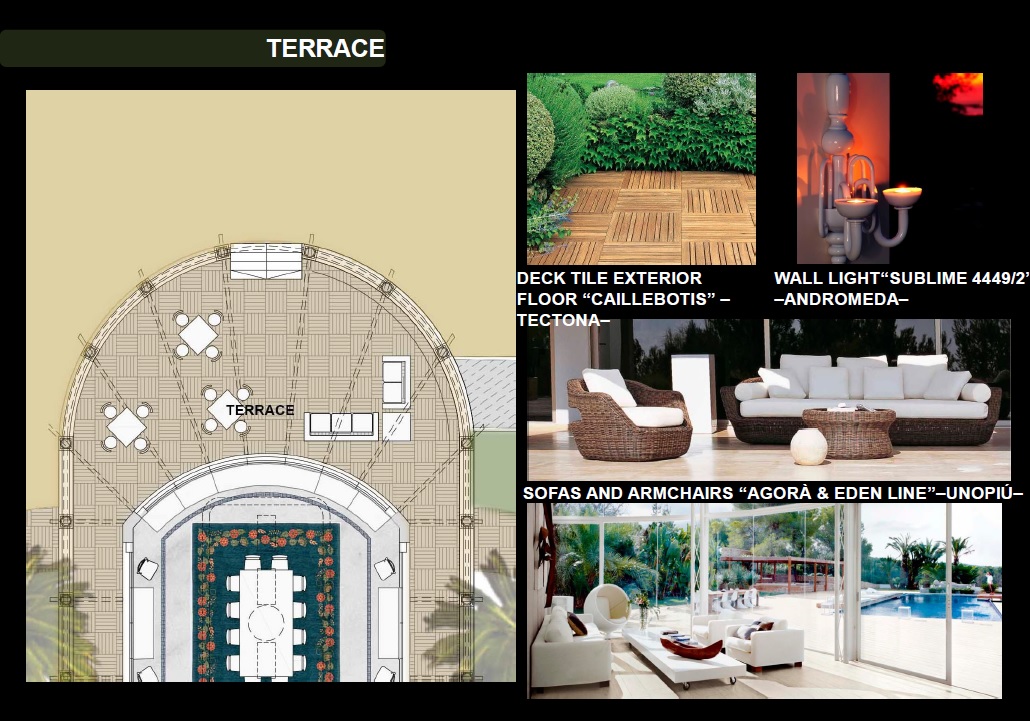 TERRACE
DECK TILE EXTERIOR
FLOOR “CAILLEBOTIS” –
TECTONA–
WALL LIGHT“SUBLIME 4449/2”
–ANDROMEDA–
TERRACE
SOFAS AND ARMCHAIRS “AGORÀ & EDEN LINE”–UNOPIÚ–